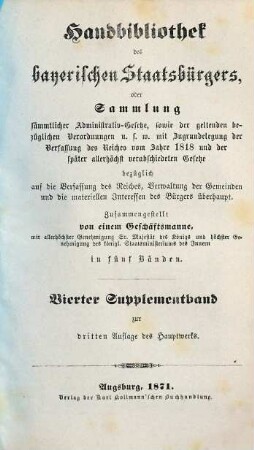 Handbibliothek
des
bayerischen Staatsbürgers,
oder
Sammlung
sämmtlicher Administrativ-Gesetze, sowie der geltenden be-
züglichen Verordnungen u. s. w. mit Zugrundelegung der
Verfassung des Reiches vom Jahre 1818 und der
später allerhöchst verabschiedeten Gesetze
bezüglich
auf die Verfassung des Reiches, Verwaltung der Gemeinden
und die materiellen Interessen des Bürgers überhaupt.
Zusammengestellt
von einem Geschäftsmanne,
mit allerhöchster Genehmigung Sr. Majestät des Königs und höchster Ge-
nehmigung des königl. Staatsministeriums des Innern
in fünf Bänden.
Vierter Supplementband
zur
dritten Auflage des Hauptwerks.
Augsburg, 1871.
Verlag der Karl Kollmann'schen Buchhandlung.